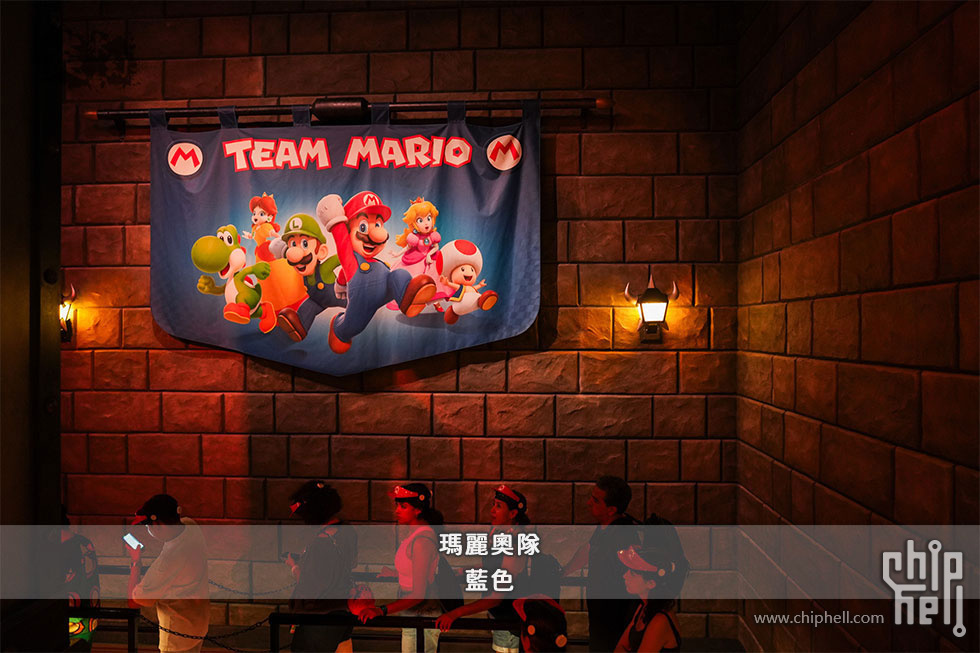 TEAM MARIO
M
M
M
L
瑪麗奧隊
藍色
chip
hell
www.chiphell.com